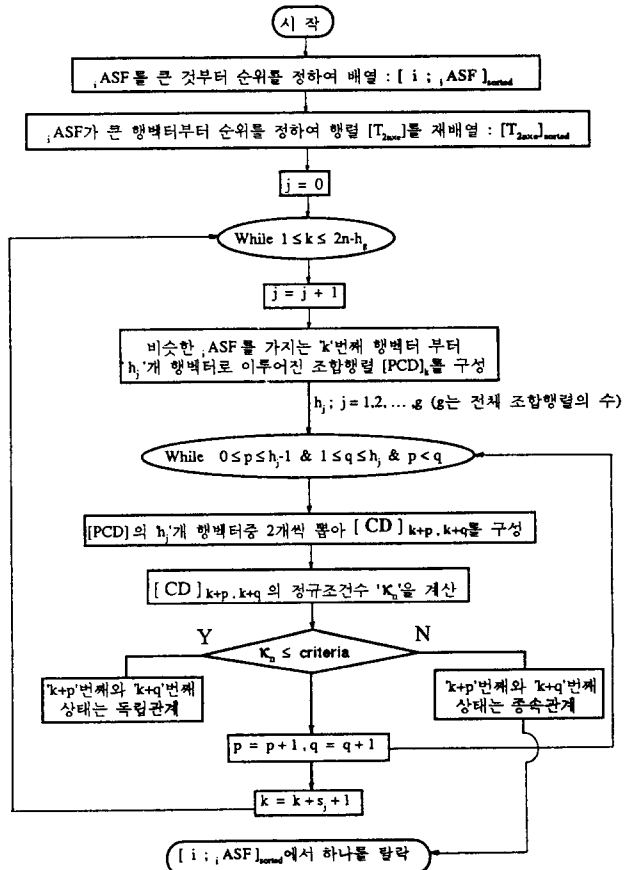 시 작
ᵢASF를 큰 것부터 순위를 정하여 배열 : [ i ; ᵢASF ]sorted
ᵢASF가 큰 행벡터부터 순위를 정하여 행렬 [T₂ₐₓₑ]를 재배열 : [T₂ₐₓₑ]sorted
j = 0
While 1 ≤ k ≤ 2n-hg
j = j + 1
비슷한 ᵢASF를 가지는 'k'번째 행벡터 부터
'hj'개 행벡터로 이루어진 조합행렬 [PCD]k를 구성
hj ; j = 1,2, … ,g (g는 전체 조합행렬의 수)
While 0 ≤ p ≤ hj-1 & 1 ≤ q ≤ hj & p < q
[PCD]의 'hj'개 행벡터중 2개씩 뽑아 [ CD ] k+p , k+q를 구성
[ CD ] k+p , k+q 의 정규조건수 'Kn'을 계산
Y
N
Kn ≤ criteria
'k+p'번째와 'k+q'번째
상태는 독립관계
'k+p'번째와 'k+q'번째
상태는 종속관계
p = p+1 , q = q+1
k = k + sj + 1
[ i ; ᵢASF ]sorted에서 하나를 탈락